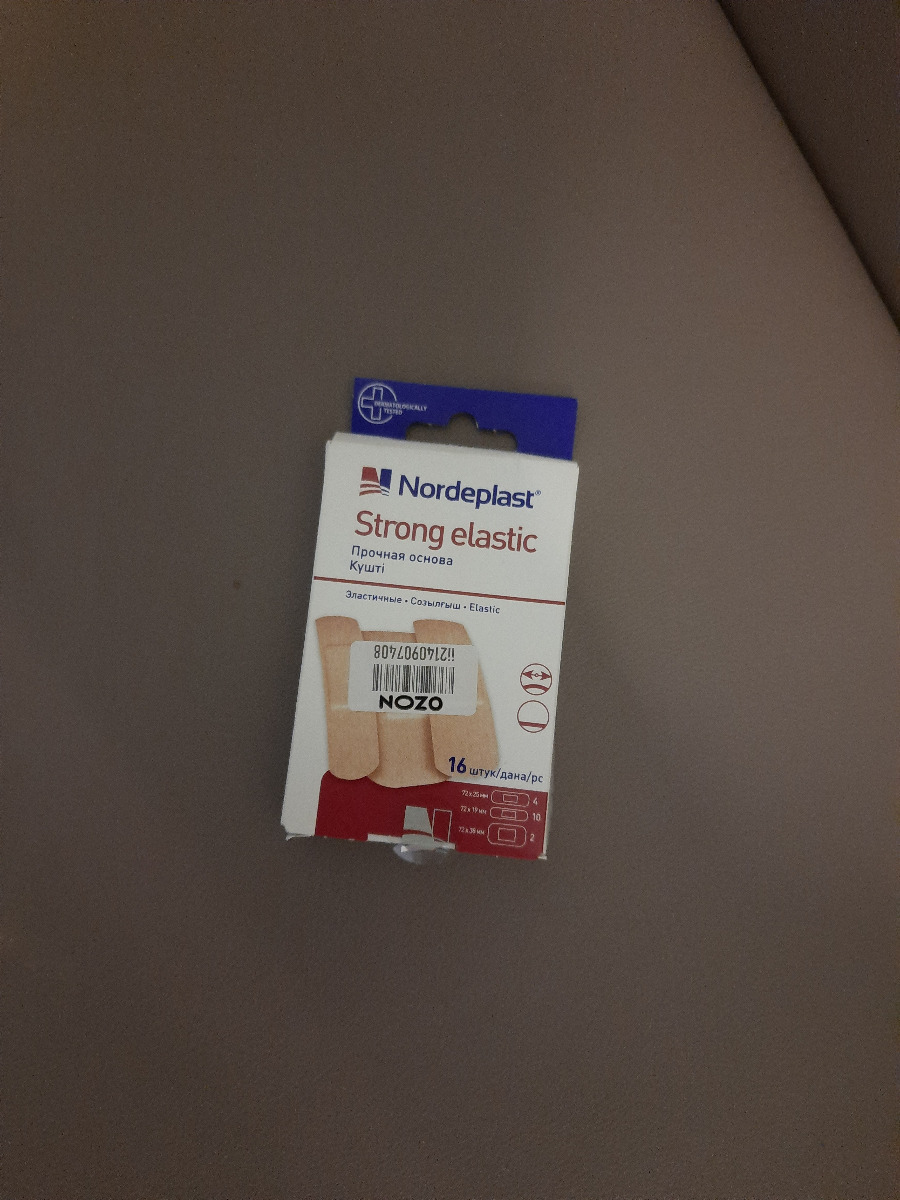 DERMATOLOGICALLY
TESTED
Nordeplast®
Strong elastic
Прочная основа
Күшті
Эластичные • Созылғыш • Elastic
ii2140907408
OZON
16 штук/дана/pc
72 x 25 мм 4
72 x 19 мм 10
72 x 38 мм 2